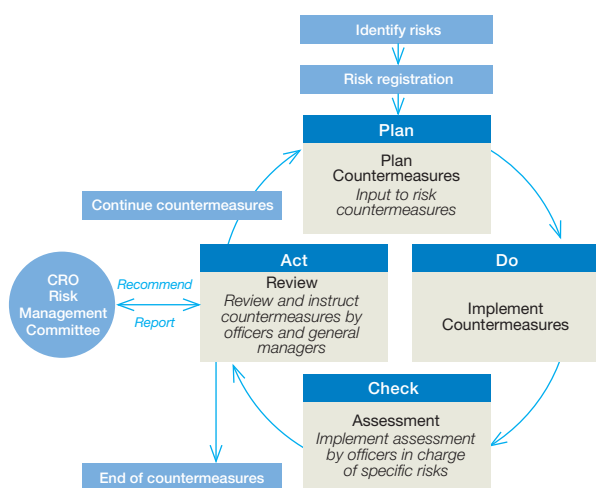 Identify risks
Risk registration
Plan
Plan
Countermeasures
Input to risk
countermeasures
Continue countermeasures
Act
Review
Review and instruct
countermeasures by
officers and general
managers
Do
Implement
Countermeasures
CRO
Risk
Management
Committee
Recommend
Report
Check
Assessment
Implement assessment
by officers in charge
of specific risks
End of countermeasures